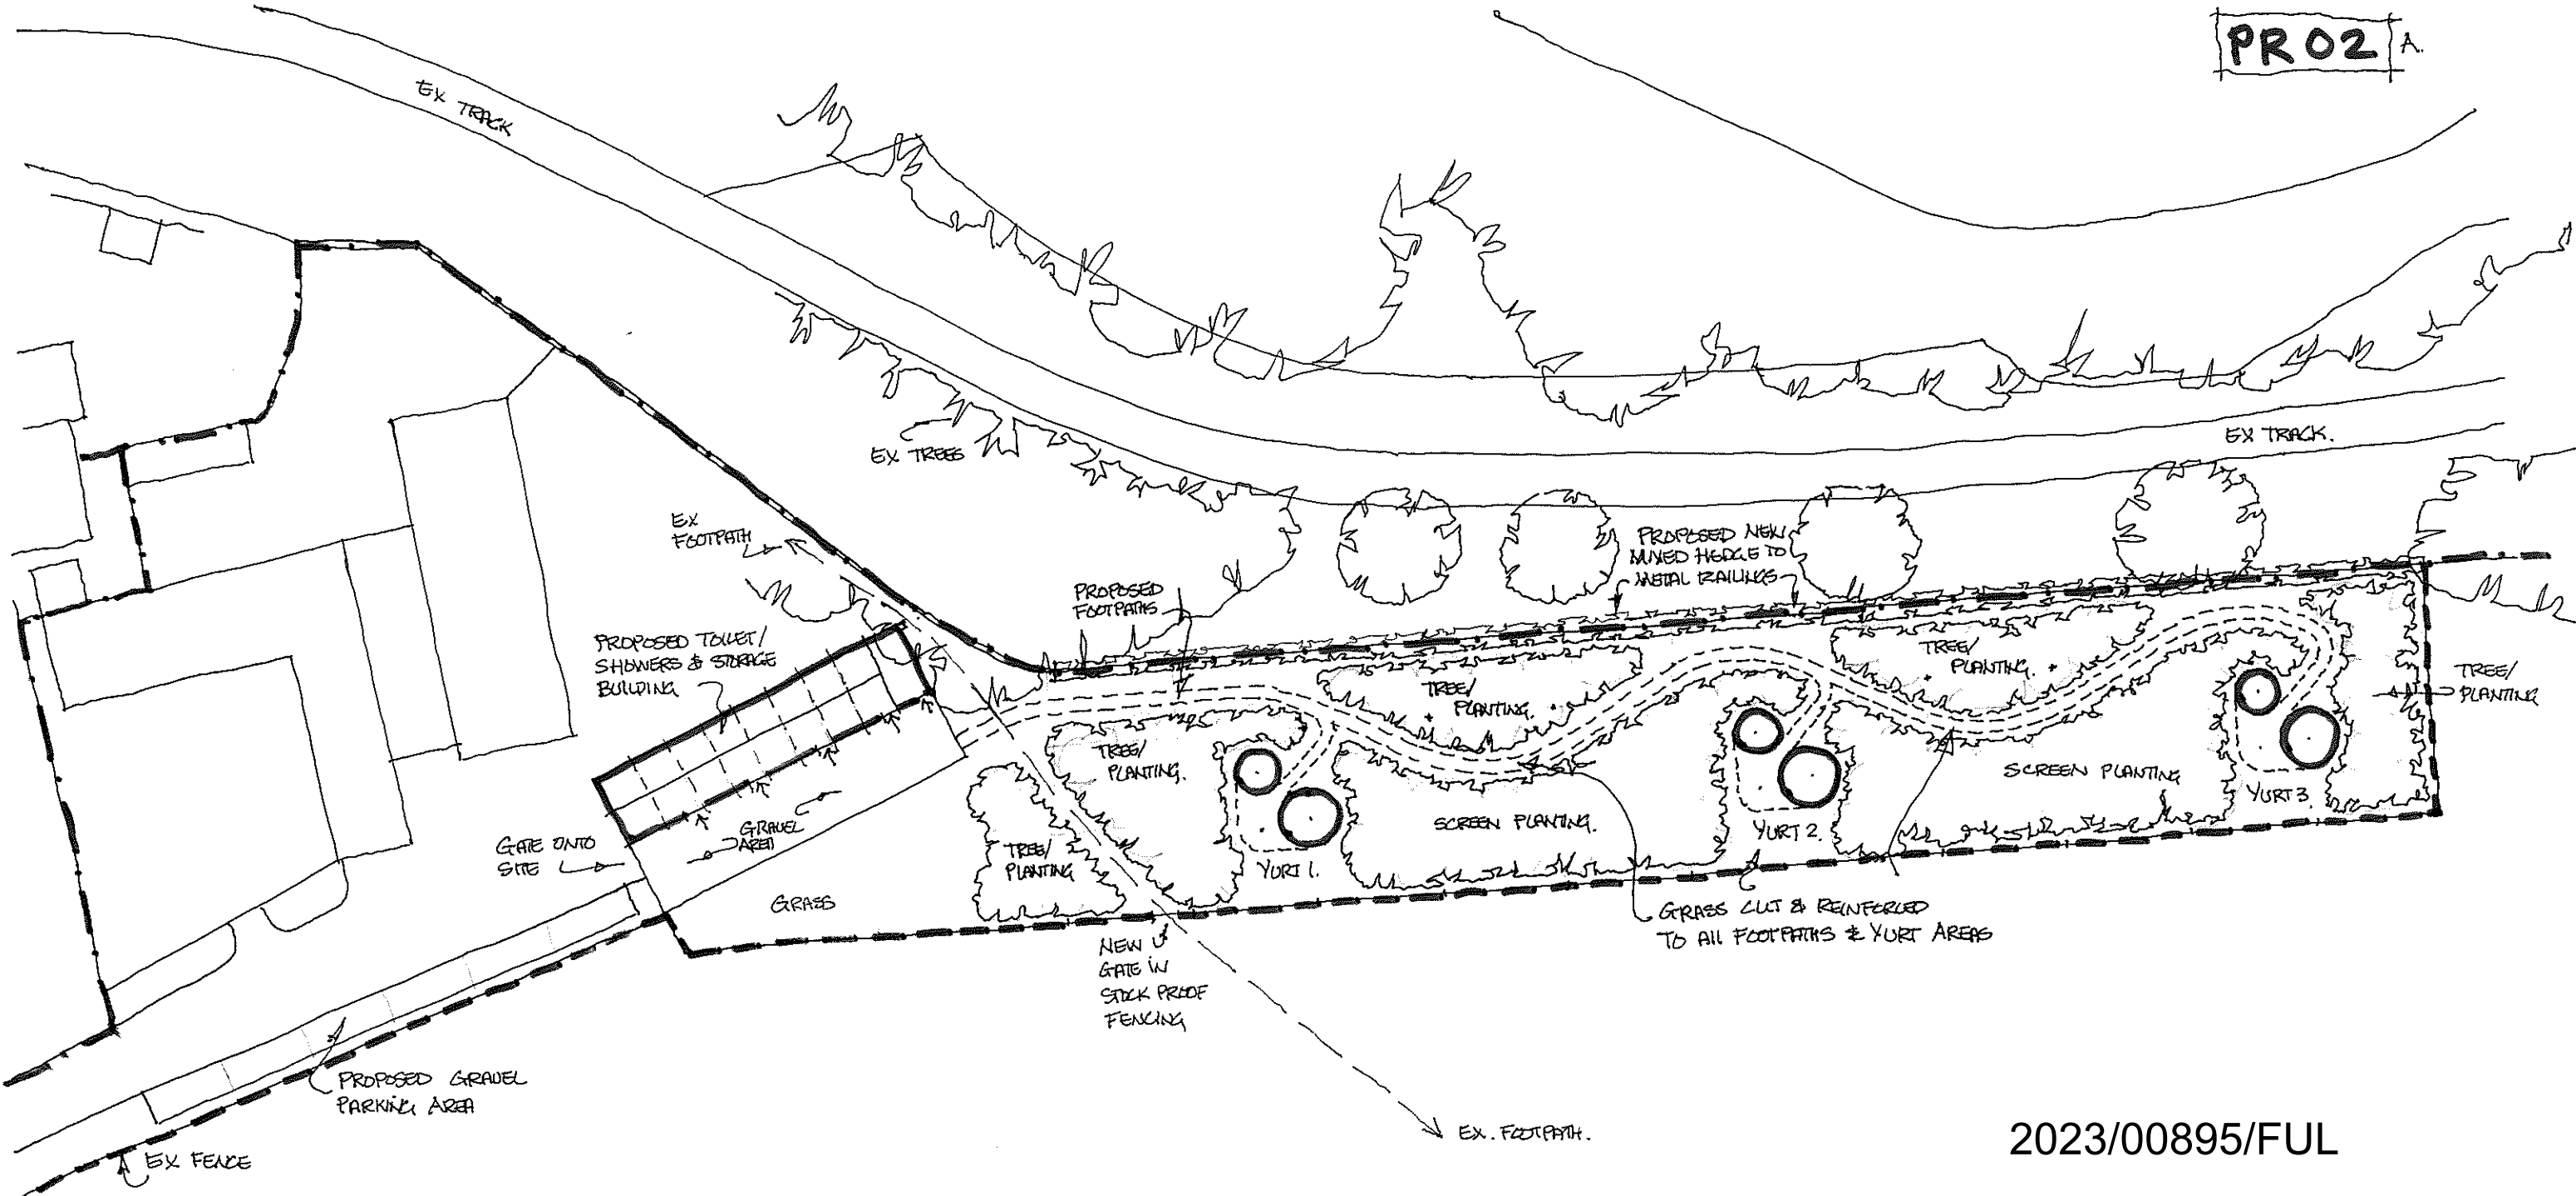 PR02 A.
EX TRACK
EX TREES
EX TRACK.
EX
FOOTPATH
PROPOSED NEW
MIXED HEDGE TO
METAL RAILINGS
PROPOSED
FOOTPATHS
PROPOSED TOILET/
SHOWERS & STORAGE
BUILDING
TREE/
PLANTING.
TREE/
PLANTING.
TREE/
PLANTING
TREE/
PLANTING.
SCREEN PLANTING
YURT 3.
GRAVEL
AREA
SCREEN PLANTING.
YURT 2.
GATE ONTO
SITE
TREE/
PLANTING
YURT 1.
GRASS
GRASS CUT & REINFORCED
TO ALL FOOTPATHS & YURT AREAS
NEW
GATE IN
STOCK PROOF
FENCING
PROPOSED GRAVEL
PARKING AREA
EX. FOOTPATH.
EX FENCE
2023/00895/FUL